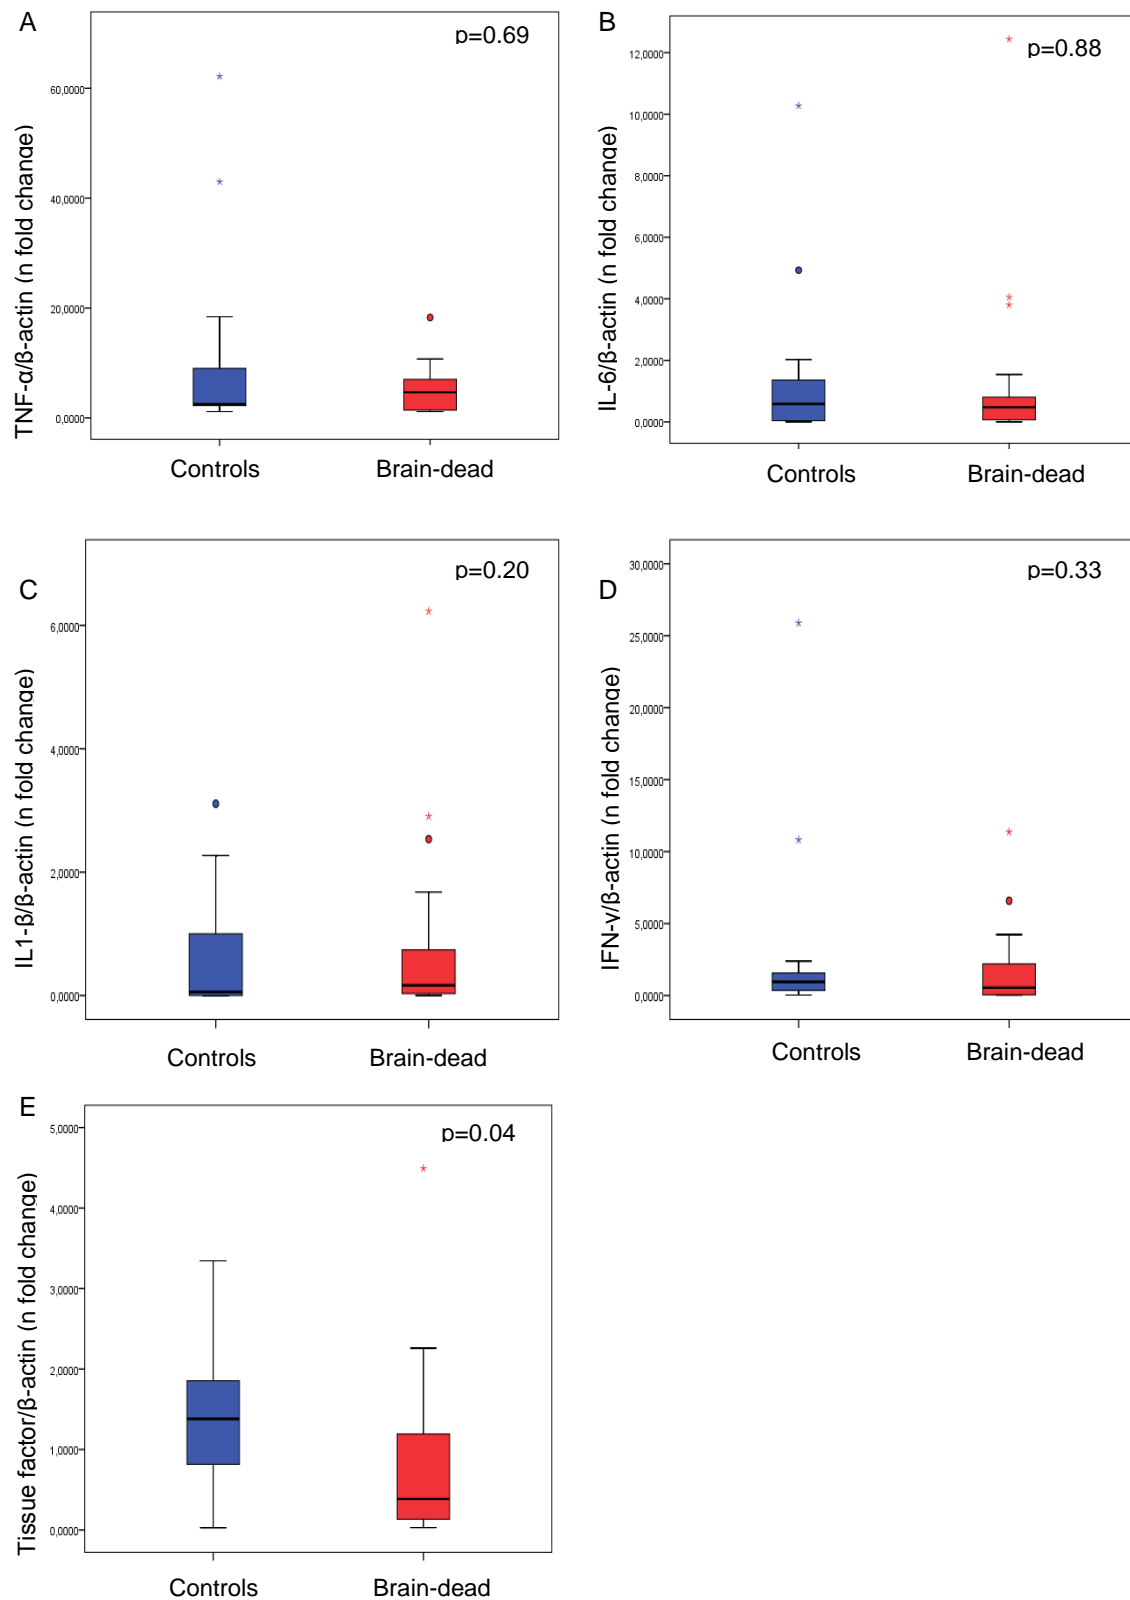 A
p=0.69
TNF-α/β-actin (n fold change)
60,0000
40,0000
20,0000
0,0000
Controls
Brain-dead
B
p=0.88
IL-6/β-actin (n fold change)
12,0000
10,0000
8,0000
6,0000
4,0000
2,0000
0,0000
Controls
Brain-dead
C
p=0.20
IL1-β/β-actin (n fold change)
6,0000
4,0000
2,0000
0,0000
Controls
Brain-dead
D
p=0.33
IFN-γ/β-actin (n fold change)
30,0000
25,0000
20,0000
15,0000
10,0000
5,0000
0,0000
Controls
Brain-dead
E
p=0.04
Tissue factor/β-actin (n fold change)
5,0000
4,0000
3,0000
2,0000
1,0000
0,0000
Controls
Brain-dead